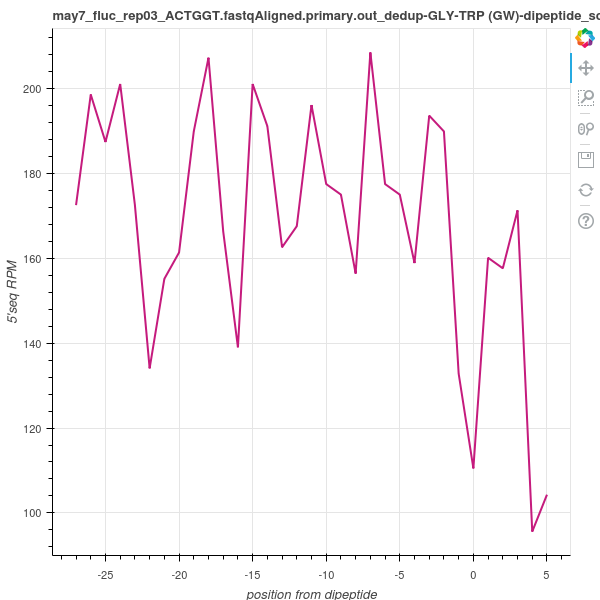 may7_fluc_rep03_ACTGGT.fastqAligned.primary.out_dedup-GLY-TRP (GW)-dipeptide_sc
200
180
160
140
120
100
5'seq RPM
-25 -20 -15 -10 -5 0 5
position from dipeptide